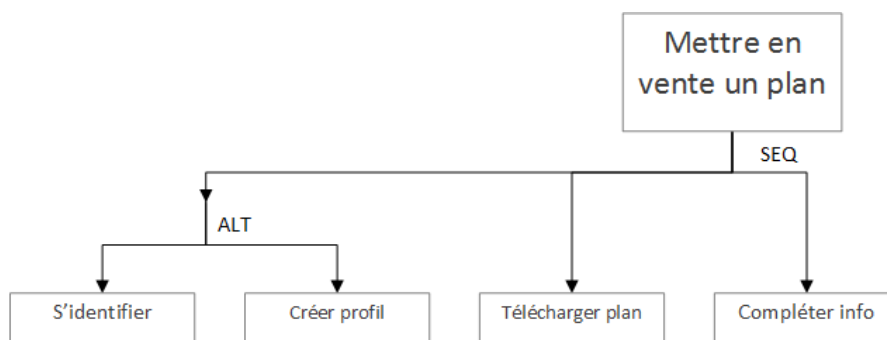 Mettre en
vente un plan
SEQ
ALT
S’identifier
Créer profil
Télécharger plan
Compléter info